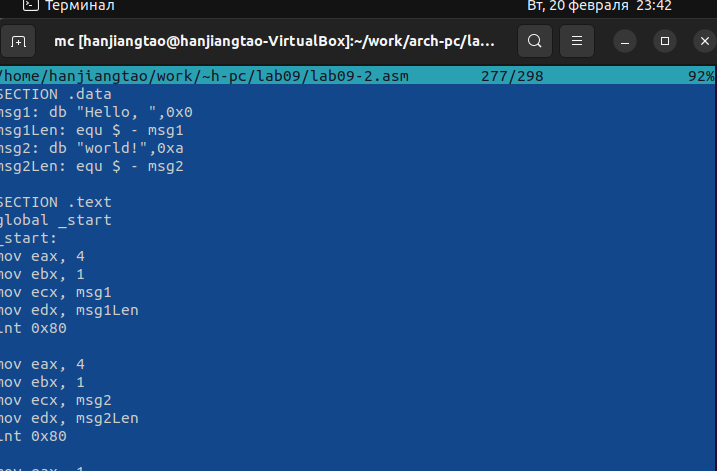 Терминал Вт, 20 февраля 23:42
mc [hanjiangtao@hanjiangtao-VirtualBox]:~/work/arch-pc/la...
/home/hanjiangtao/work/~h-pc/lab09/lab09-2.asm 277/298 92%
SECTION .data
msg1: db "Hello, ",0x0
msg1Len: equ $ - msg1
msg2: db "world!",0xa
msg2Len: equ $ - msg2
SECTION .text
global _start
_start:
mov eax, 4
mov ebx, 1
mov ecx, msg1
mov edx, msg1Len
int 0x80
mov eax, 4
mov ebx, 1
mov ecx, msg2
mov edx, msg2Len
int 0x80
mov eax, 1